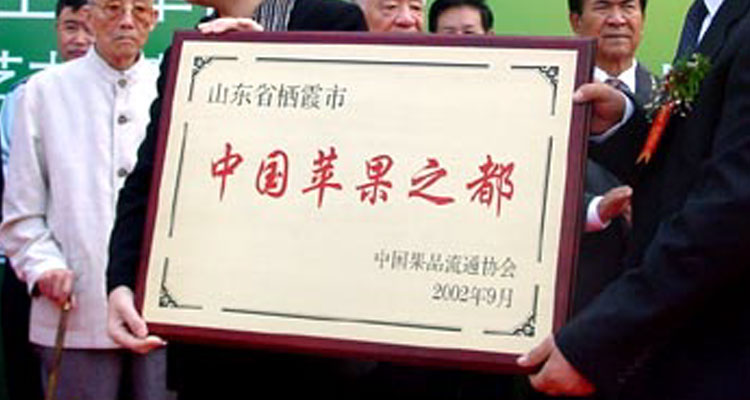 山东省栖霞市
中国苹果之都
中国果品流通协会
2002年9月